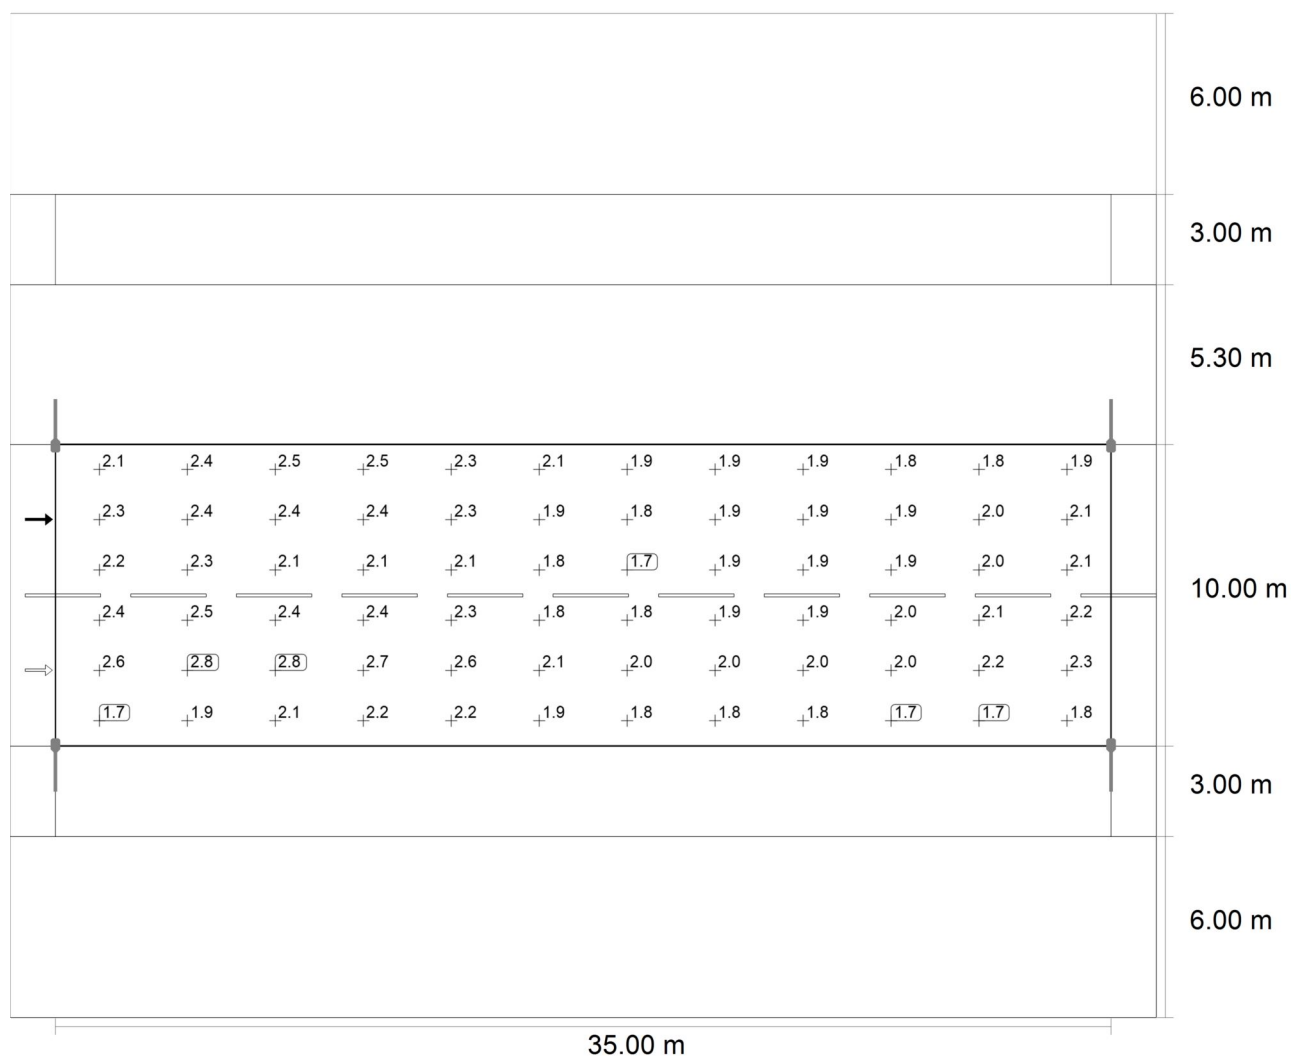 6.00 m
3.00 m
5.30 m
2.1 2.4 2.5 2.5 2.3 2.1 1.9 1.9 1.9 1.8 1.8 1.9
2.3 2.4 2.4 2.4 2.3 1.9 1.8 1.9 1.9 1.9 2.0 2.1
2.2 2.3 2.1 2.1 2.1 1.8 1.7 1.9 1.9 1.9 2.0 2.1
10.00 m
2.4 2.5 2.4 2.4 2.3 1.8 1.8 1.9 1.9 2.0 2.1 2.2
2.6 2.8 2.8 2.7 2.6 2.1 2.0 2.0 2.0 2.0 2.2 2.3
1.7 1.9 2.1 2.2 2.2 1.9 1.8 1.8 1.8 1.7 1.7 1.8
3.00 m
6.00 m
35.00 m